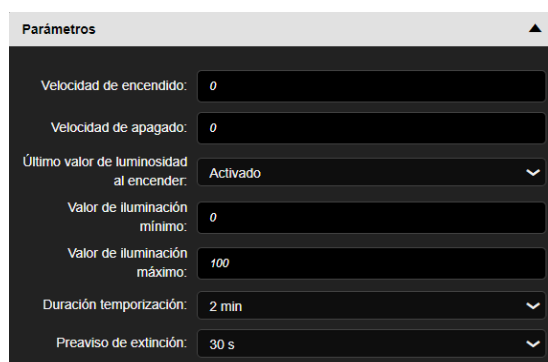 Parámetros
Velocidad de encendido: 0
Velocidad de apagado: 0
Último valor de luminosidad
al encender: Activado
Valor de iluminación
mínimo: 0
Valor de iluminación
máximo: 100
Duración temporización: 2 min
Preaviso de extinción: 30 s